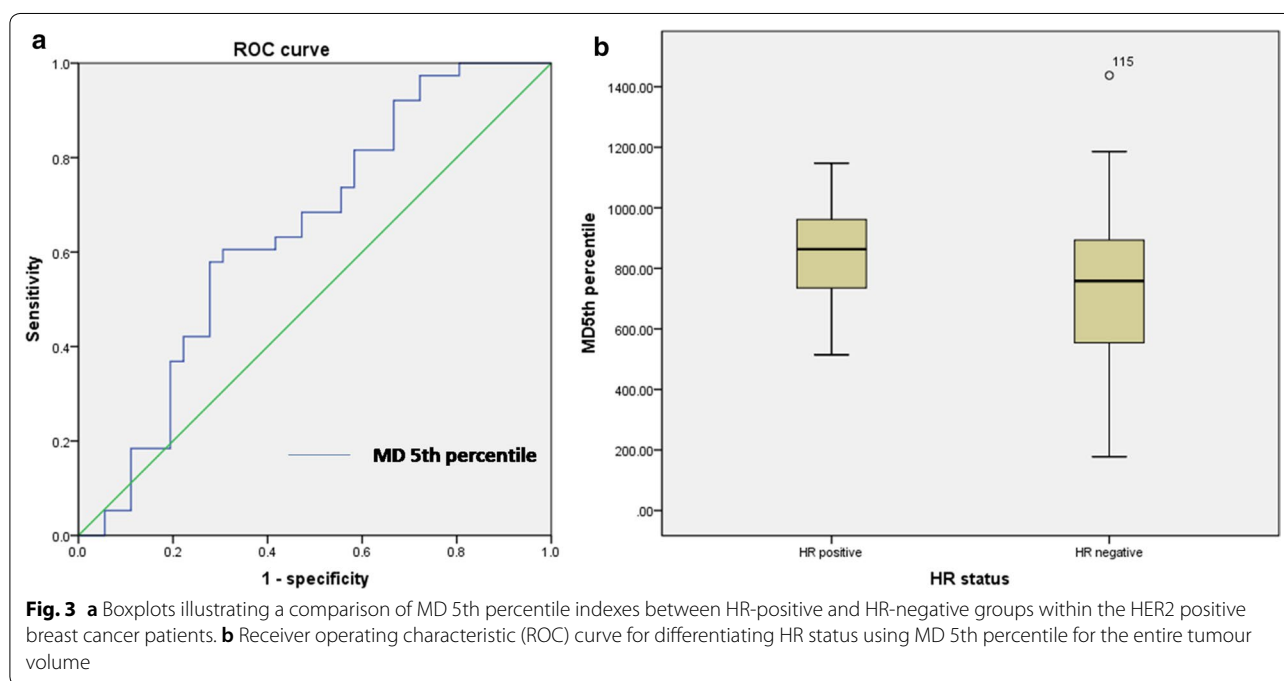 a
ROC curve
1.0
0.8
0.6
0.4
0.2
0.0
Sensitivity
MD 5th percentile
0.0 0.2 0.4 0.6 0.8 1.0
1 - specificity
b
115
1400.00
1200.00
1000.00
800.00
600.00
400.00
200.00
.00
MD5th percentile
HR positive HR negative
HR status
Fig. 3 a Boxplots illustrating a comparison of MD 5th percentile indexes between HR-positive and HR-negative groups within the HER2 positive
breast cancer patients. b Receiver operating characteristic (ROC) curve for differentiating HR status using MD 5th percentile for the entire tumour
volume